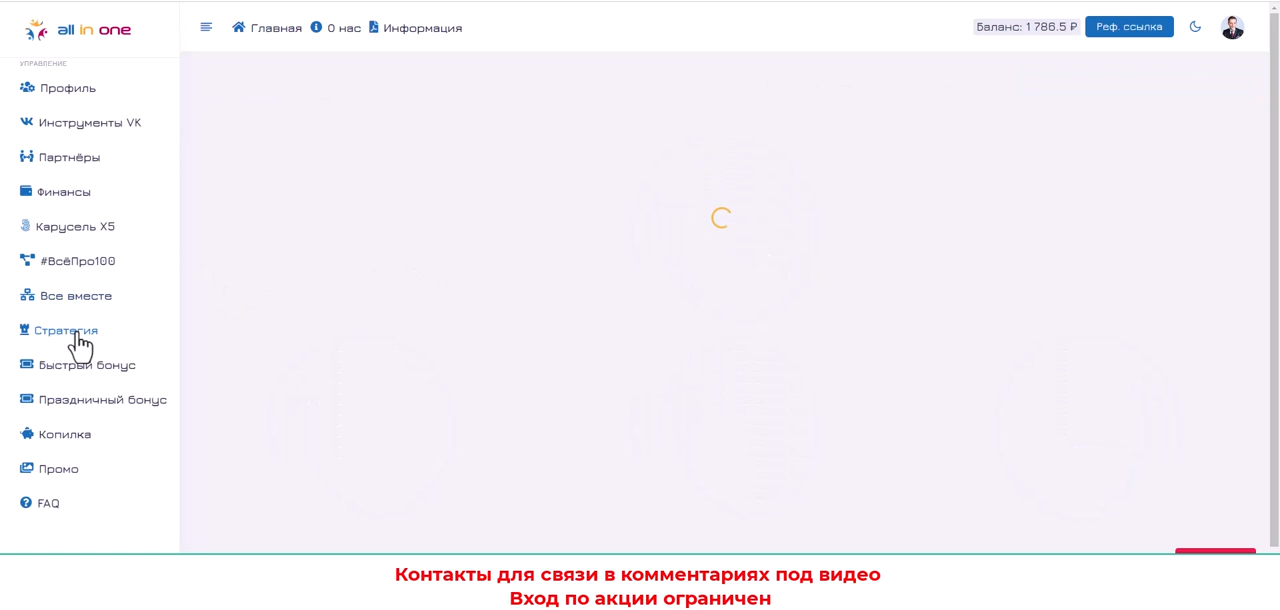 all in one
Главная О нас Информация
Баланс: 1 786.5 ₽ Реф. ссылка
УПРАВЛЕНИЕ
Профиль
Инструменты VK
Партнёры
Финансы
Карусель X5
#ВсёПро100
Все вместе
Стратегия
Быстрый бонус
Праздничный бонус
Копилка
Промо
FAQ
Контакты для связи в комментариях под видео
Вход по акции ограничен